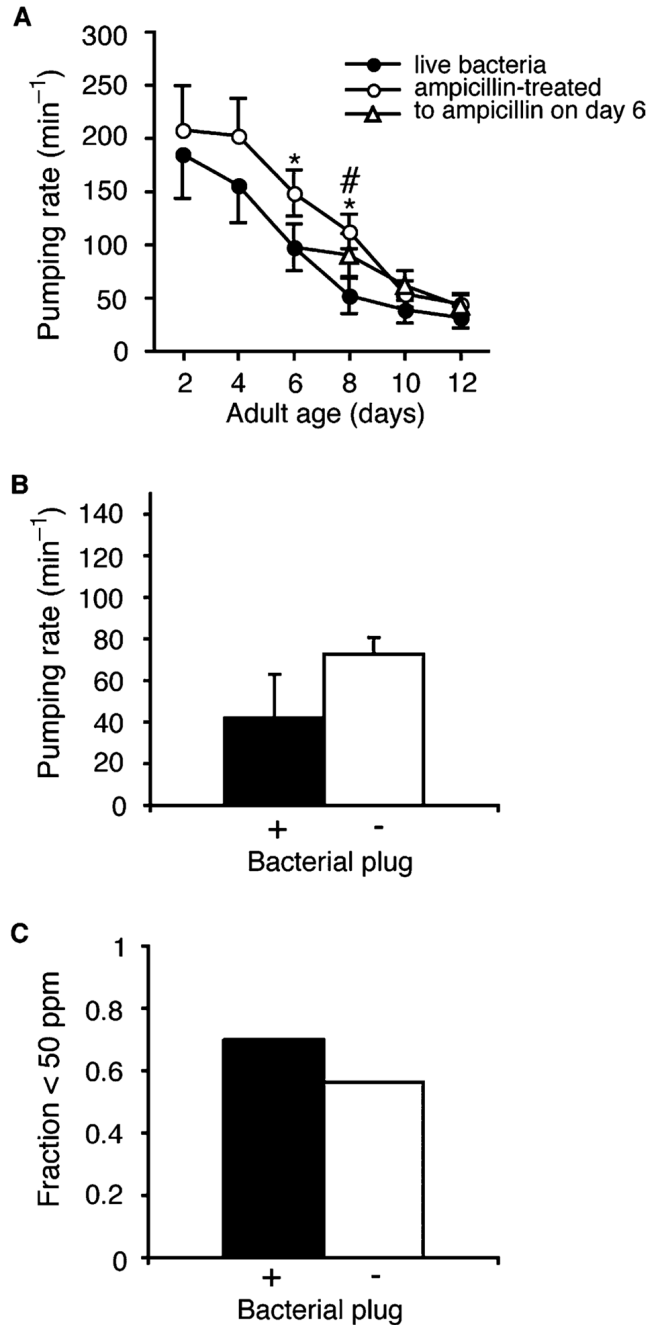 A
300
250
200
150
100
50
0
Pumping rate (min⁻¹)
live bacteria
ampicillin-treated
to ampicillin on day 6
*
#
*
2 4 6 8 10 12
Adult age (days)
B
140
120
100
80
60
40
20
0
Pumping rate (min⁻¹)
+ -
Bacterial plug
C
1
0.8
0.6
0.4
0.2
0
Fraction < 50 ppm
+ -
Bacterial plug